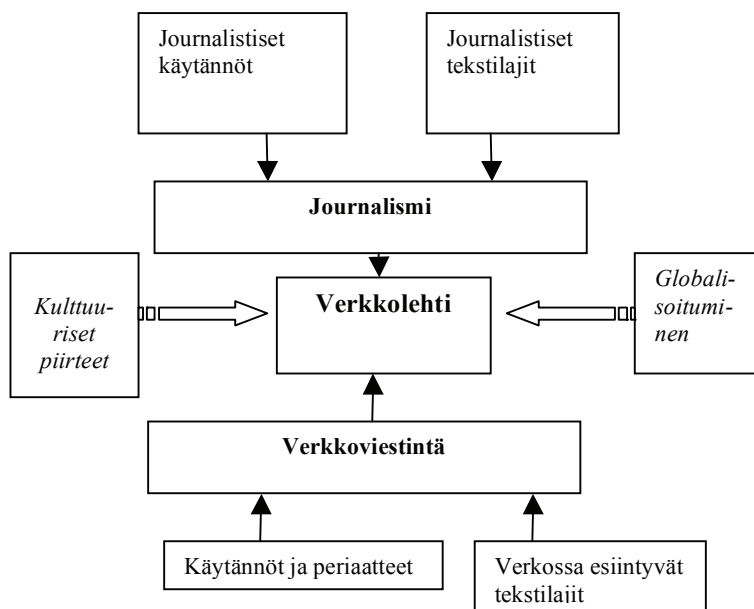 Journalistiset
käytännöt
Journalistiset
tekstilajit
Journalismi
Kulttuu-
riset
piirteet
Verkkolehti
Globali-
soitumi-
nen
Verkkoviestintä
Käytännöt ja periaatteet
Verkossa esiintyvät
tekstilajit